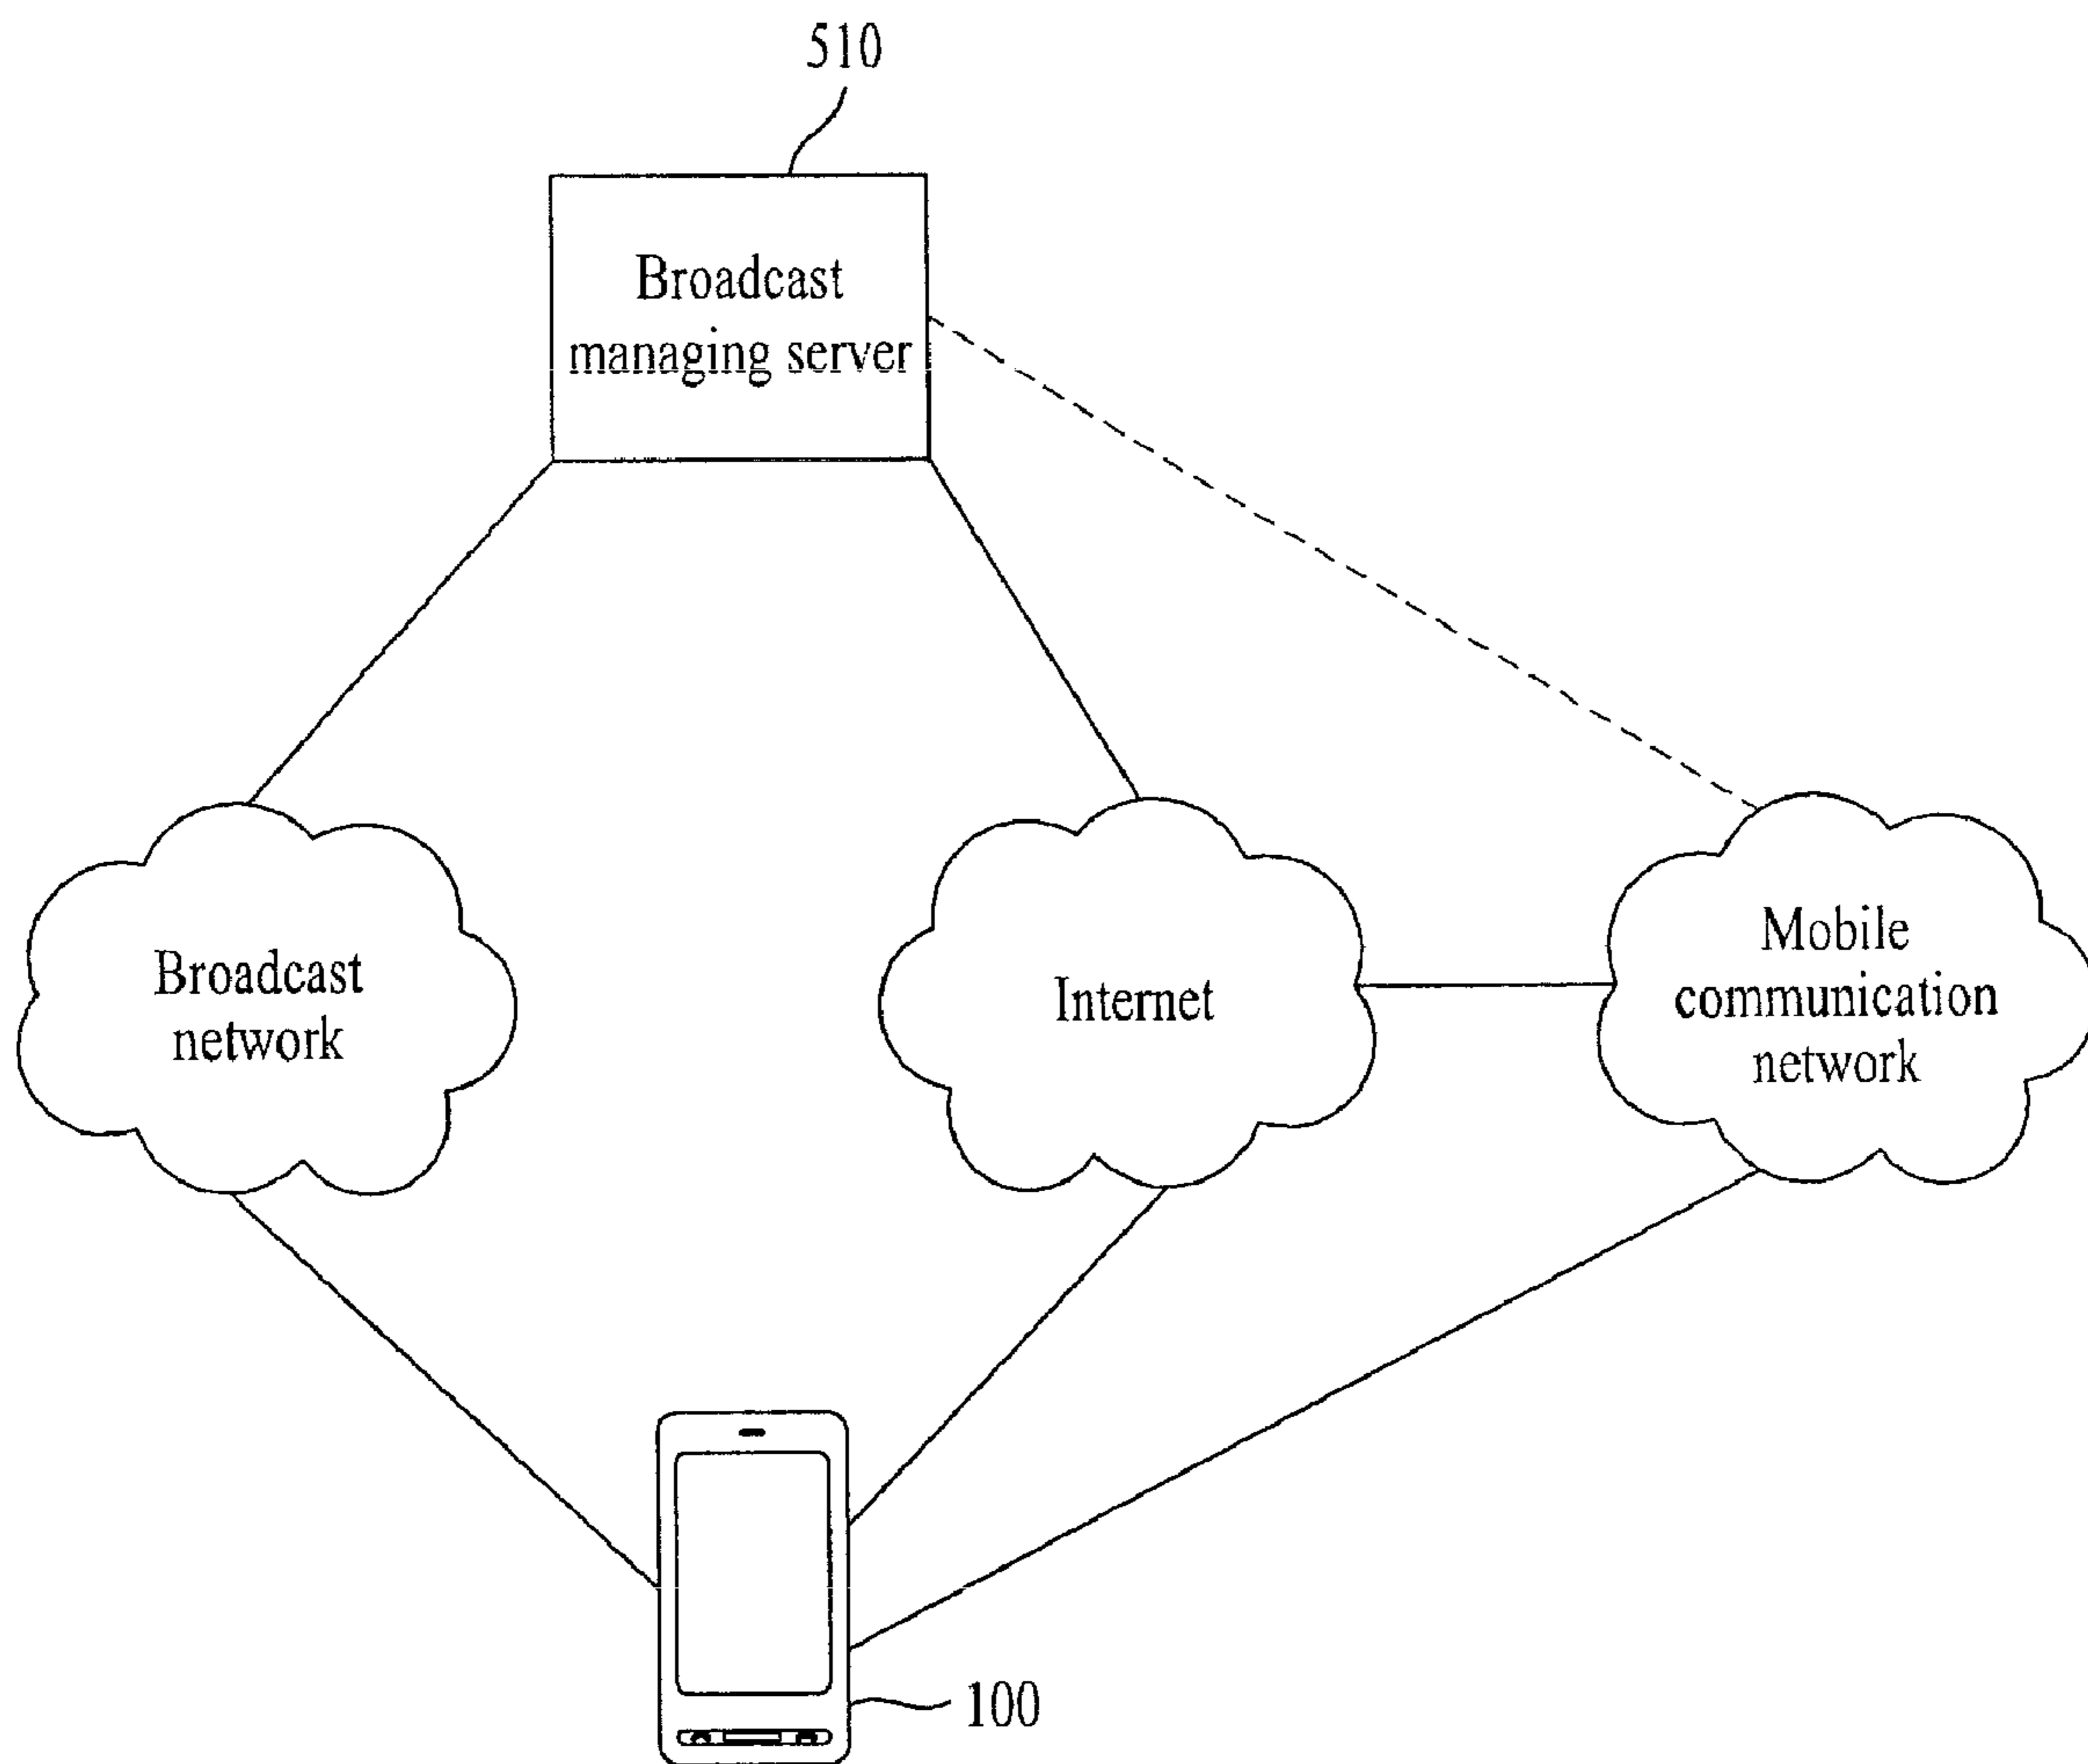 510
Broadcast
managing server
Broadcast
network
Internet
Mobile
communication
network
100